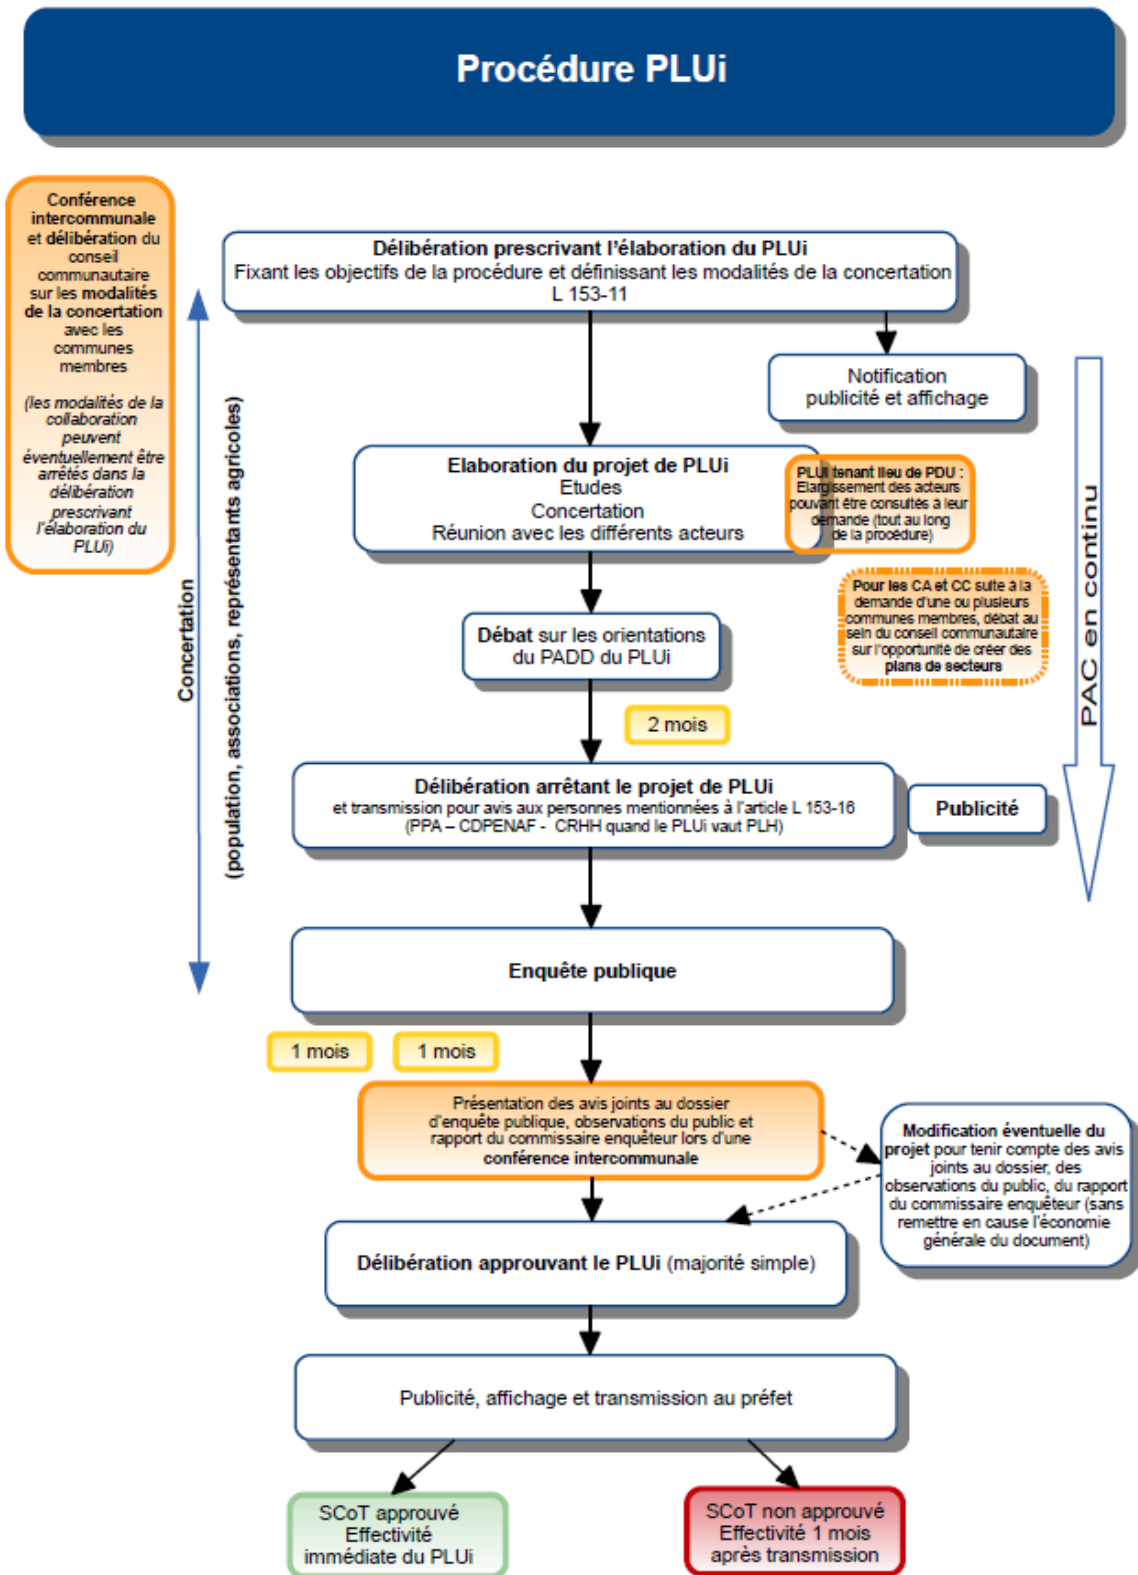 Procédure PLUi
Conférence
intercommunale
et délibération du
conseil
communautaire
sur les modalités
de la concertation
avec les
communes
membres
(les modalités de la
collaboration
peuvent
éventuellement être
arrêtés dans la
délibération
prescrivant
l'élaboration du
PLUi)
Délibération prescrivant l'élaboration du PLUi
Fixant les objectifs de la procédure et définissant les modalités de la concertation
L 153-11
Notification
publicité et affichage
Concertation
(population, associations, représentants agricoles)
PAC en continu
Elaboration du projet de PLUi
Etudes
Concertation
Réunion avec les différents acteurs
PLUi tenant lieu de PDU :
Elargissement des acteurs
pouvant être consultés à leur
demande (tout au long
de la procédure)
Pour les CA et CC suite à la
demande d'une ou plusieurs
communes membres, débat au
sein du conseil communautaire
sur l'opportunité de créer des
plans de secteurs
Débat sur les orientations
du PADD du PLUi
2 mois
Délibération arrêtant le projet de PLUi
et transmission pour avis aux personnes mentionnées à l'article L 153-16
(PPA – CDPENAF - CRHH quand le PLUi vaut PLH)
Publicité
Enquête publique
1 mois
1 mois
Présentation des avis joints au dossier
d'enquête publique, observations du public et
rapport du commissaire enquêteur lors d'une
conférence intercommunale
Modification éventuelle du
projet pour tenir compte des avis
joints au dossier, des
observations du public, du rapport
du commissaire enquêteur (sans
remettre en cause l'économie
générale du document)
Délibération approuvant le PLUi (majorité simple)
Publicité, affichage et transmission au préfet
SCoT approuvé
Effectivité
immédiate du PLUi
SCoT non approuvé
Effectivité 1 mois
après transmission